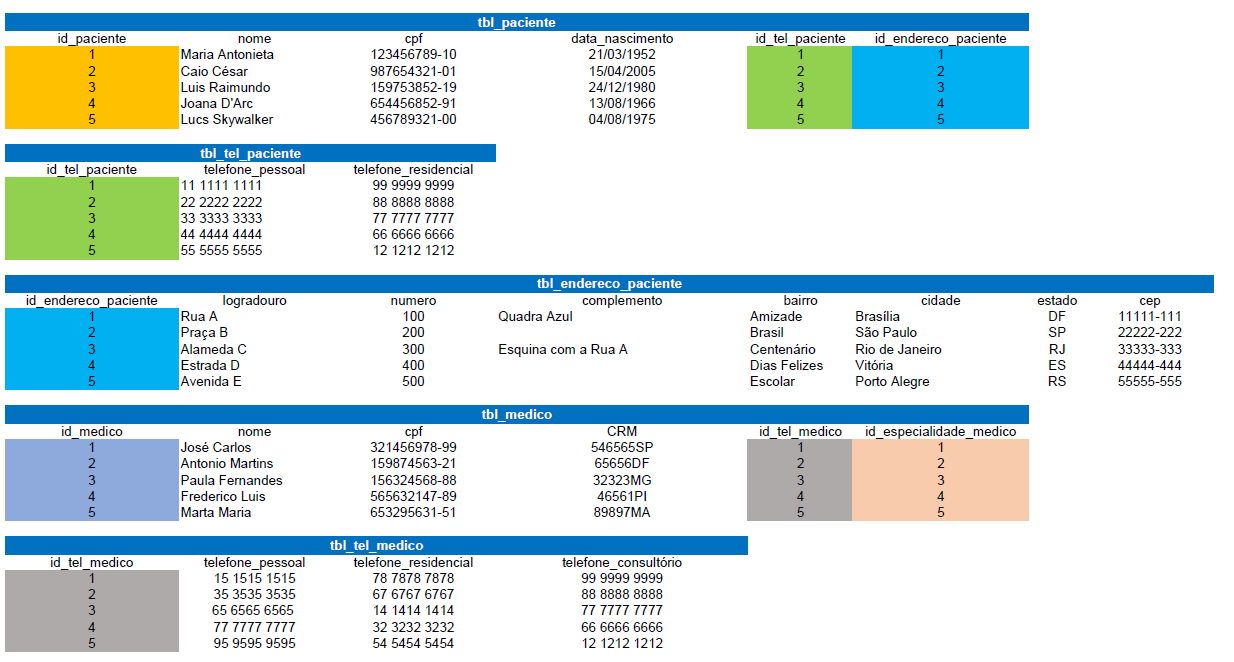 tbl_paciente
id_paciente nome cpf data_nascimento id_tel_paciente id_endereco_paciente
1 Maria Antonieta 123456789-10 21/03/1952 1 1
2 Caio César 987654321-01 15/04/2005 2 2
3 Luis Raimundo 159753852-19 24/12/1980 3 3
4 Joana D'Arc 654456852-91 13/08/1966 4 4
5 Lucs Skywalker 456789321-00 04/08/1975 5 5
tbl_tel_paciente
id_tel_paciente telefone_pessoal telefone_residencial
1 11 1111 1111 99 9999 9999
2 22 2222 2222 88 8888 8888
3 33 3333 3333 77 7777 7777
4 44 4444 4444 66 6666 6666
5 55 5555 5555 12 1212 1212
tbl_endereco_paciente
id_endereco_paciente logradouro numero complemento bairro cidade estado cep
1 Rua A 100 Quadra Azul Amizade Brasília DF 11111-111
2 Praça B 200 Brasil São Paulo SP 22222-222
3 Alameda C 300 Esquina com a Rua A Centenário Rio de Janeiro RJ 33333-333
4 Estrada D 400 Dias Felizes Vitória ES 44444-444
5 Avenida E 500 Escolar Porto Alegre RS 55555-555
tbl_medico
id_medico nome cpf CRM id_tel_medico id_especialidade_medico
1 José Carlos 321456978-99 546565SP 1 1
2 Antonio Martins 159874563-21 65656DF 2 2
3 Paula Fernandes 156324568-88 32323MG 3 3
4 Frederico Luis 565632147-89 46561PI 4 4
5 Marta Maria 653295631-51 89897MA 5 5
tbl_tel_medico
id_tel_medico telefone_pessoal telefone_residencial telefone_consultório
1 15 1515 1515 78 7878 7878 99 9999 9999
2 35 3535 3535 67 6767 6767 88 8888 8888
3 65 6565 6565 14 1414 1414 77 7777 7777
4 77 7777 7777 32 3232 3232 66 6666 6666
5 95 9595 9595 54 5454 5454 12 1212 1212